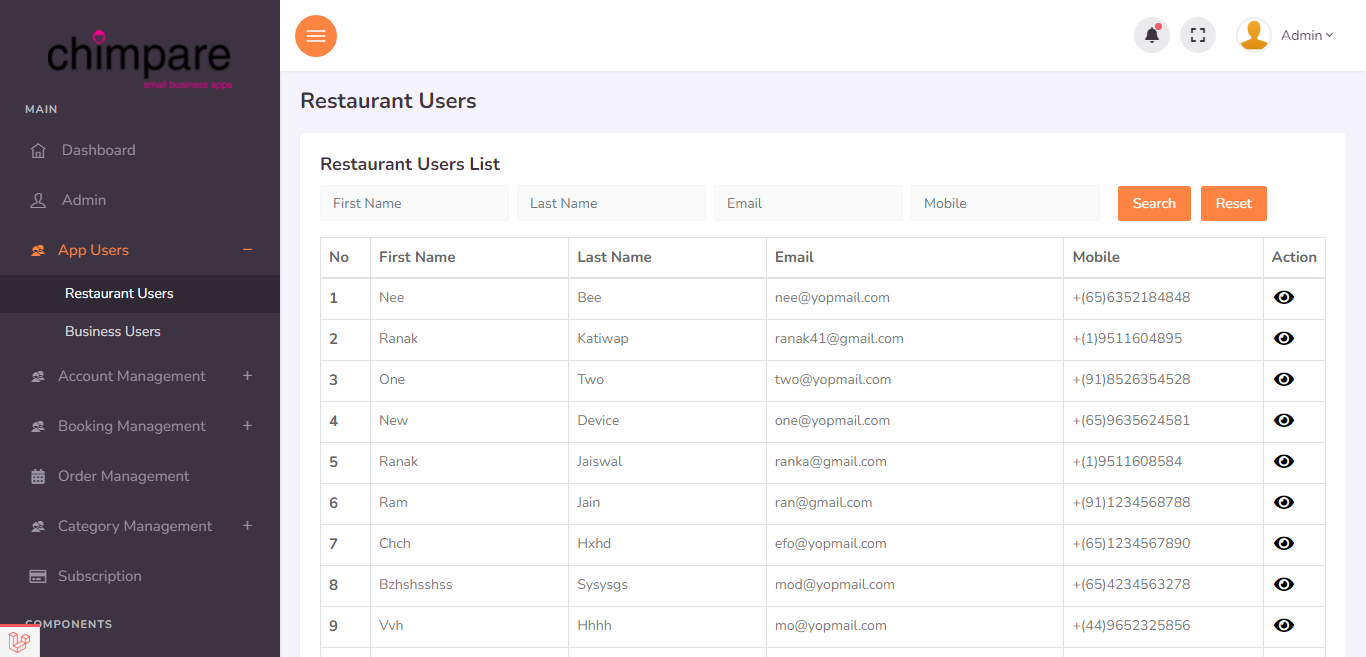 chimpare
small business apps
MAIN
Dashboard
Admin
App Users −
Restaurant Users
Business Users
Account Management +
Booking Management +
Order Management
Category Management +
Subscription
COMPONENTS
Admin
Restaurant Users
Restaurant Users List
First Name Last Name Email Mobile Search Reset
No First Name Last Name Email Mobile Action
1 Nee Bee nee@yopmail.com +(65)6352184848
2 Ranak Katiwap ranak41@gmail.com +(1)9511604895
3 One Two two@yopmail.com +(91)8526354528
4 New Device one@yopmail.com +(65)9635624581
5 Ranak Jaiswal ranka@gmail.com +(1)9511608584
6 Ram Jain ran@gmail.com +(91)1234568788
7 Chch Hxhd efo@yopmail.com +(65)1234567890
8 Bzhshsshss Sysysgs mod@yopmail.com +(65)4234563278
9 Vvh Hhhh mo@yopmail.com +(44)9652325856